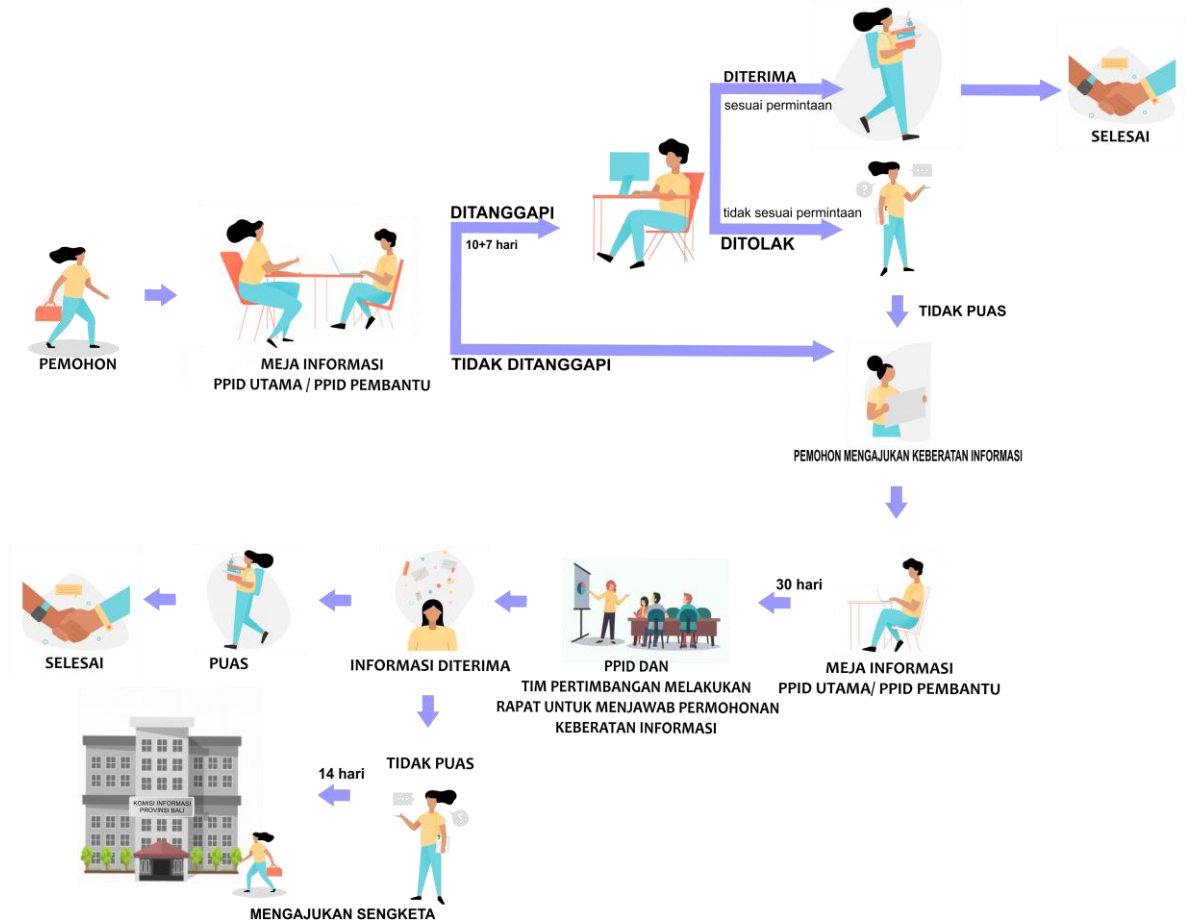 DITERIMA
sesuai permintaan
SELESAI
DITANGGAPI
10+7 hari
tidak sesuai permintaan
DITOLAK
TIDAK PUAS
PEMOHON
MEJA INFORMASI
PPID UTAMA / PPID PEMBANTU
TIDAK DITANGGAPI
PEMOHON MENGAJUKAN KEBERATAN INFORMASI
30 hari
MEJA INFORMASI
PPID UTAMA/ PPID PEMBANTU
PPID DAN
TIM PERTIMBANGAN MELAKUKAN
RAPAT UNTUK MENJAWAB PERMOHONAN
KEBERATAN INFORMASI
INFORMASI DITERIMA
PUAS
SELESAI
TIDAK PUAS
14 hari
KOMISI INFORMASI
PROVINSI BALI
MENGAJUKAN SENGKETA